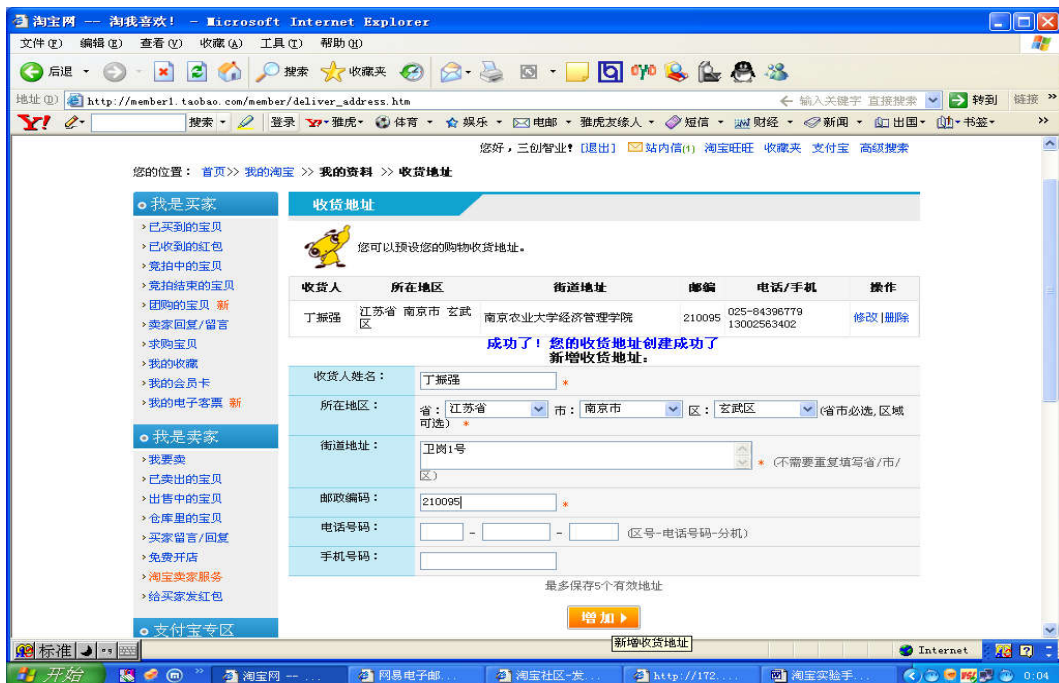 淘宝网 -- 淘我喜欢! - Microsoft Internet Explorer
文件(F) 编辑(E) 查看(V) 收藏(A) 工具(T) 帮助(H)
后退 搜索 收藏夹
地址(D) http://member1.taobao.com/member/deliver_address.htm 输入关键字 直接搜索 转到 链接 »
Y! 搜索 登录 雅虎 体育 娱乐 电邮 雅虎友缘人 短信 财经 新闻 出国 书签 »
您好，三创智业! [退出] 站内信(1) 淘宝旺旺 收藏夹 支付宝 高级搜索
您的位置： 首页>> 我的淘宝 >> 我的资料 >> 收货地址
我是买家
›已买到的宝贝
›已收到的红包
›竞拍中的宝贝
›竞拍结束的宝贝
›团购的宝贝 新
›卖家回复/留言
›求购宝贝
›我的收藏
›我的会员卡
›我的电子客票 新
我是卖家
›我要卖
›已卖出的宝贝
›出售中的宝贝
›仓库里的宝贝
›买家留言/回复
›免费开店
›淘宝卖家服务
›给买家发红包
支付宝专区
收货地址
您可以预设您的购物收货地址。
收货人 所在地区 街道地址 邮编 电话/手机 操作
丁振强 江苏省 南京市 玄武区 南京农业大学经济管理学院 210095 025-84396779 13002563402 修改|删除
成功了! 您的收货地址创建成功了
新增收货地址：
收货人姓名： 丁振强 *
所在地区： 省：江苏省 市：南京市 区：玄武区 (省市必选,区域
可选) *
街道地址： 卫岗1号 * (不需要重复填写省/市/
区)
邮政编码： 210095 *
电话号码： - - (区号-电话号码-分机)
手机号码：
最多保存5个有效地址
增加
新增收货地址
标准 Internet
开始 » 淘宝网 -- ... 网易电子邮... 淘宝社区-发... http://172.... 淘宝实验手... 0:04